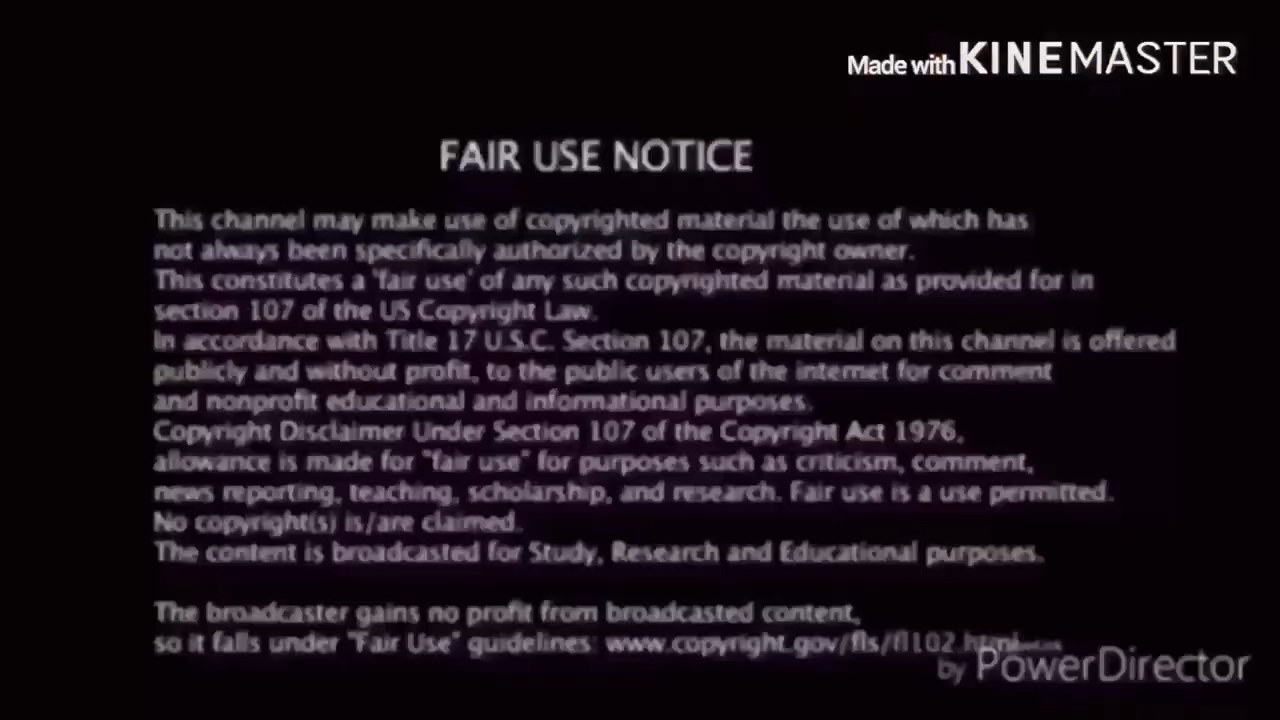 Made with KINEMASTER
FAIR USE NOTICE
This channel may make use of copyrighted material the use of which has
not always been specifically authorized by the copyright owner.
This constitutes a 'fair use' of any such copyrighted material as provided for in
section 107 of the US Copyright Law.
In accordance with Title 17 U.S.C. Section 107, the material on this channel is offered
publicly and without profit, to the public users of the internet for comment
and nonprofit educational and informational purposes.
Copyright Disclaimer Under Section 107 of the Copyright Act 1976,
allowance is made for "fair use" for purposes such as criticism, comment,
news reporting, teaching, scholarship, and research. Fair use is a use permitted.
No copyright(s) is/are claimed.
The content is broadcasted for Study, Research and Educational purposes.
The broadcaster gains no profit from broadcasted content,
so it falls under "Fair Use" guidelines: www.copyright.gov/fls/fl102.html
by PowerDirector